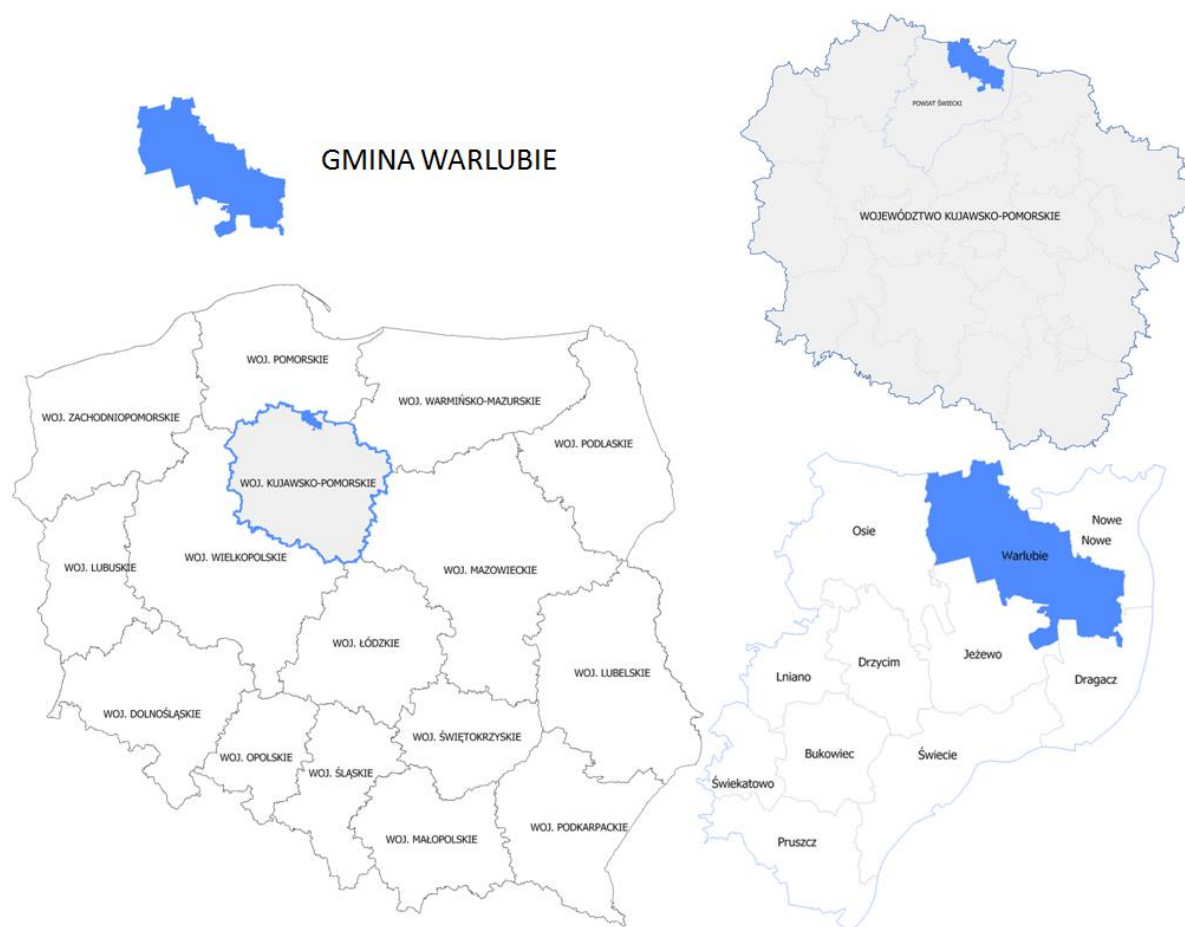 GMINA WARLUBIE
POWIAT ŚWIECKI
WOJEWÓDZTWO KUJAWSKO-POMORSKIE
WOJ. POMORSKIE
WOJ. ZACHODNIOPOMORSKIE
WOJ. WARMIŃSKO-MAZURSKIE
WOJ. PODLASKIE
WOJ. KUJAWSKO-POMORSKIE
WOJ. LUBUSKIE
WOJ. WIELKOPOLSKIE
WOJ. MAZOWIECKIE
WOJ. ŁÓDZKIE
WOJ. LUBELSKIE
WOJ. DOLNOŚLĄSKIE
WOJ. OPOLSKIE
WOJ. ŚLĄSKIE
WOJ. ŚWIĘTOKRZYSKIE
WOJ. MAŁOPOLSKIE
WOJ. PODKARPACKIE
Osie
Nowe
Nowe
Warlubie
Lniano
Drzycim
Jeżewo
Dragacz
Bukowiec
Świecie
Świekatowo
Pruszcz